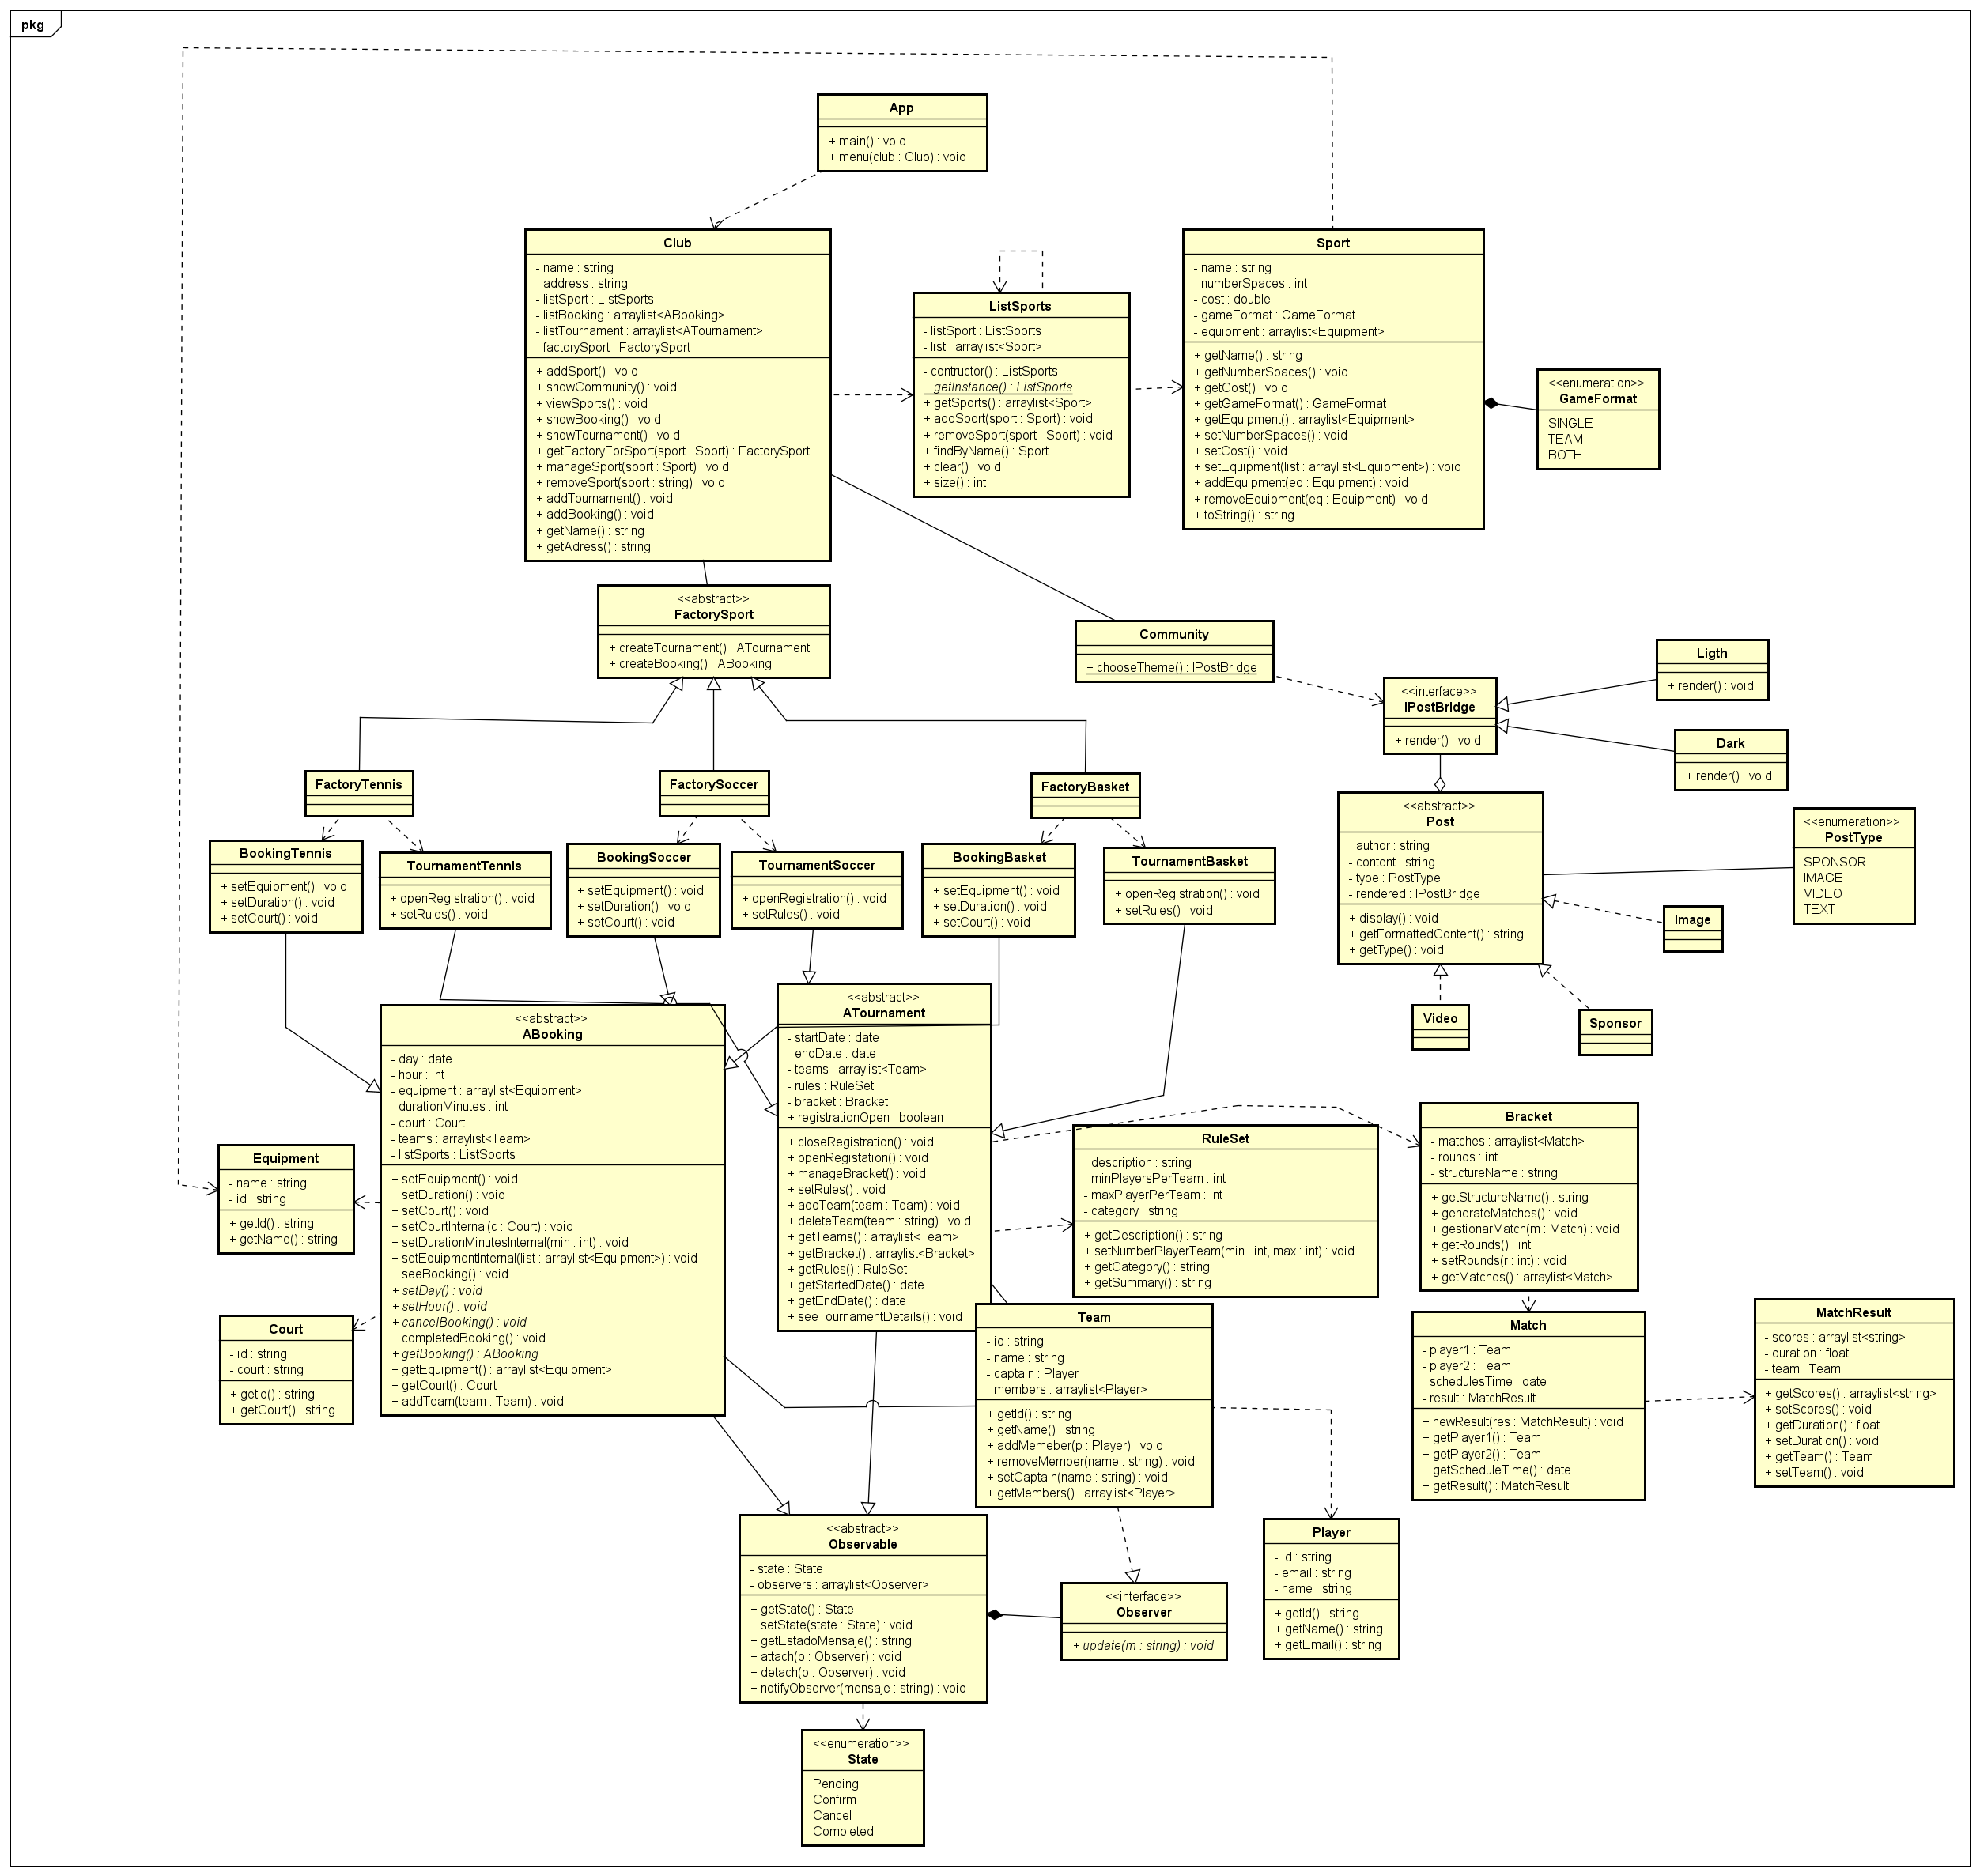 pkg
App
+ main() : void
+ menu(club : Club) : void
Club
- name : string
- address : string
- listSport : ListSports
- listBooking : arraylist<ABooking>
- listTournament : arraylist<ATournament>
- factorySport : FactorySport
+ addSport() : void
+ showCommunity() : void
+ viewSports() : void
+ showBooking() : void
+ showTournament() : void
+ getFactoryForSport(sport : Sport) : FactorySport
+ manageSport(sport : Sport) : void
+ removeSport(sport : string) : void
+ addTournament() : void
+ addBooking() : void
+ getName() : string
+ getAdress() : string
ListSports
- listSport : ListSports
- list : arraylist<Sport>
- contructor() : ListSports
+ getInstance() : ListSports
+ getSports() : arraylist<Sport>
+ addSport(sport : Sport) : void
+ removeSport(sport : Sport) : void
+ findByName() : Sport
+ clear() : void
+ size() : int
Sport
- name : string
- numberSpaces : int
- cost : double
- gameFormat : GameFormat
- equipment : arraylist<Equipment>
+ getName() : string
+ getNumberSpaces() : void
+ getCost() : void
+ getGameFormat() : GameFormat
+ getEquipment() : arraylist<Equipment>
+ setNumberSpaces() : void
+ setCost() : void
+ setEquipment(list : arraylist<Equipment>) : void
+ addEquipment(eq : Equipment) : void
+ removeEquipment(eq : Equipment) : void
+ toString() : string
<<enumeration>>
GameFormat
SINGLE
TEAM
BOTH
<<abstract>>
FactorySport
+ createTournament() : ATournament
+ createBooking() : ABooking
Community
+ chooseTheme() : IPostBridge
<<interface>>
IPostBridge
+ render() : void
Ligth
+ render() : void
Dark
+ render() : void
FactoryTennis
FactorySoccer
FactoryBasket
<<abstract>>
Post
- author : string
- content : string
- type : PostType
- rendered : IPostBridge
+ display() : void
+ getFormattedContent() : string
+ getType() : void
<<enumeration>>
PostType
SPONSOR
IMAGE
VIDEO
TEXT
BookingTennis
+ setEquipment() : void
+ setDuration() : void
+ setCourt() : void
TournamentTennis
+ openRegistration() : void
+ setRules() : void
BookingSoccer
+ setEquipment() : void
+ setDuration() : void
+ setCourt() : void
TournamentSoccer
+ openRegistration() : void
+ setRules() : void
BookingBasket
+ setEquipment() : void
+ setDuration() : void
+ setCourt() : void
TournamentBasket
+ openRegistration() : void
+ setRules() : void
Image
Video
Sponsor
<<abstract>>
ABooking
- day : date
- hour : int
- equipment : arraylist<Equipment>
- durationMinutes : int
- court : Court
- teams : arraylist<Team>
- listSports : ListSports
+ setEquipment() : void
+ setDuration() : void
+ setCourt() : void
+ setCourtInternal(c : Court) : void
+ setDurationMinutesInternal(min : int) : void
+ setEquipmentInternal(list : arraylist<Equipment>) : void
+ seeBooking() : void
+ setDay() : void
+ setHour() : void
+ cancelBooking() : void
+ completedBooking() : void
+ getBooking() : ABooking
+ getEquipment() : arraylist<Equipment>
+ getCourt() : Court
+ addTeam(team : Team) : void
<<abstract>>
ATournament
- startDate : date
- endDate : date
- teams : arraylist<Team>
- rules : RuleSet
- bracket : Bracket
+ registrationOpen : boolean
+ closeRegistration() : void
+ openRegistation() : void
+ manageBracket() : void
+ setRules() : void
+ addTeam(team : Team) : void
+ deleteTeam(team : string) : void
+ getTeams() : arraylist<Team>
+ getBracket() : arraylist<Bracket>
+ getRules() : RuleSet
+ getStartedDate() : date
+ getEndDate() : date
+ seeTournamentDetails() : void
Equipment
- name : string
- id : string
+ getId() : string
+ getName() : string
Court
- id : string
- court : string
+ getId() : string
+ getCourt() : string
RuleSet
- description : string
- minPlayersPerTeam : int
- maxPlayerPerTeam : int
- category : string
+ getDescription() : string
+ setNumberPlayerTeam(min : int, max : int) : void
+ getCategory() : string
+ getSummary() : string
Bracket
- matches : arraylist<Match>
- rounds : int
- structureName : string
+ getStructureName() : string
+ generateMatches() : void
+ gestionarMatch(m : Match) : void
+ getRounds() : int
+ setRounds(r : int) : void
+ getMatches() : arraylist<Match>
Team
- id : string
- name : string
- captain : Player
- members : arraylist<Player>
+ getId() : string
+ getName() : string
+ addMemeber(p : Player) : void
+ removeMember(name : string) : void
+ setCaptain(name : string) : void
+ getMembers() : arraylist<Player>
Match
- player1 : Team
- player2 : Team
- schedulesTime : date
- result : MatchResult
+ newResult(res : MatchResult) : void
+ getPlayer1() : Team
+ getPlayer2() : Team
+ getScheduleTime() : date
+ getResult() : MatchResult
MatchResult
- scores : arraylist<string>
- duration : float
- team : Team
+ getScores() : arraylist<string>
+ setScores() : void
+ getDuration() : float
+ setDuration() : void
+ getTeam() : Team
+ setTeam() : void
<<abstract>>
Observable
- state : State
- observers : arraylist<Observer>
+ getState() : State
+ setState(state : State) : void
+ getEstadoMensaje() : string
+ attach(o : Observer) : void
+ detach(o : Observer) : void
+ notifyObserver(mensaje : string) : void
<<interface>>
Observer
+ update(m : string) : void
Player
- id : string
- email : string
- name : string
+ getId() : string
+ getName() : string
+ getEmail() : string
<<enumeration>>
State
Pending
Confirm
Cancel
Completed